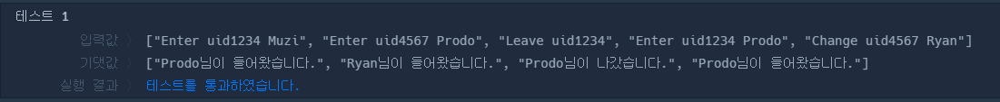 테스트 1
입력값 〉 ["Enter uid1234 Muzi", "Enter uid4567 Prodo", "Leave uid1234", "Enter uid1234 Prodo", "Change uid4567 Ryan"]
기댓값 〉 ["Prodo님이 들어왔습니다.", "Ryan님이 들어왔습니다.", "Prodo님이 나갔습니다.", "Prodo님이 들어왔습니다."]
실행 결과 〉 테스트를 통과하였습니다.